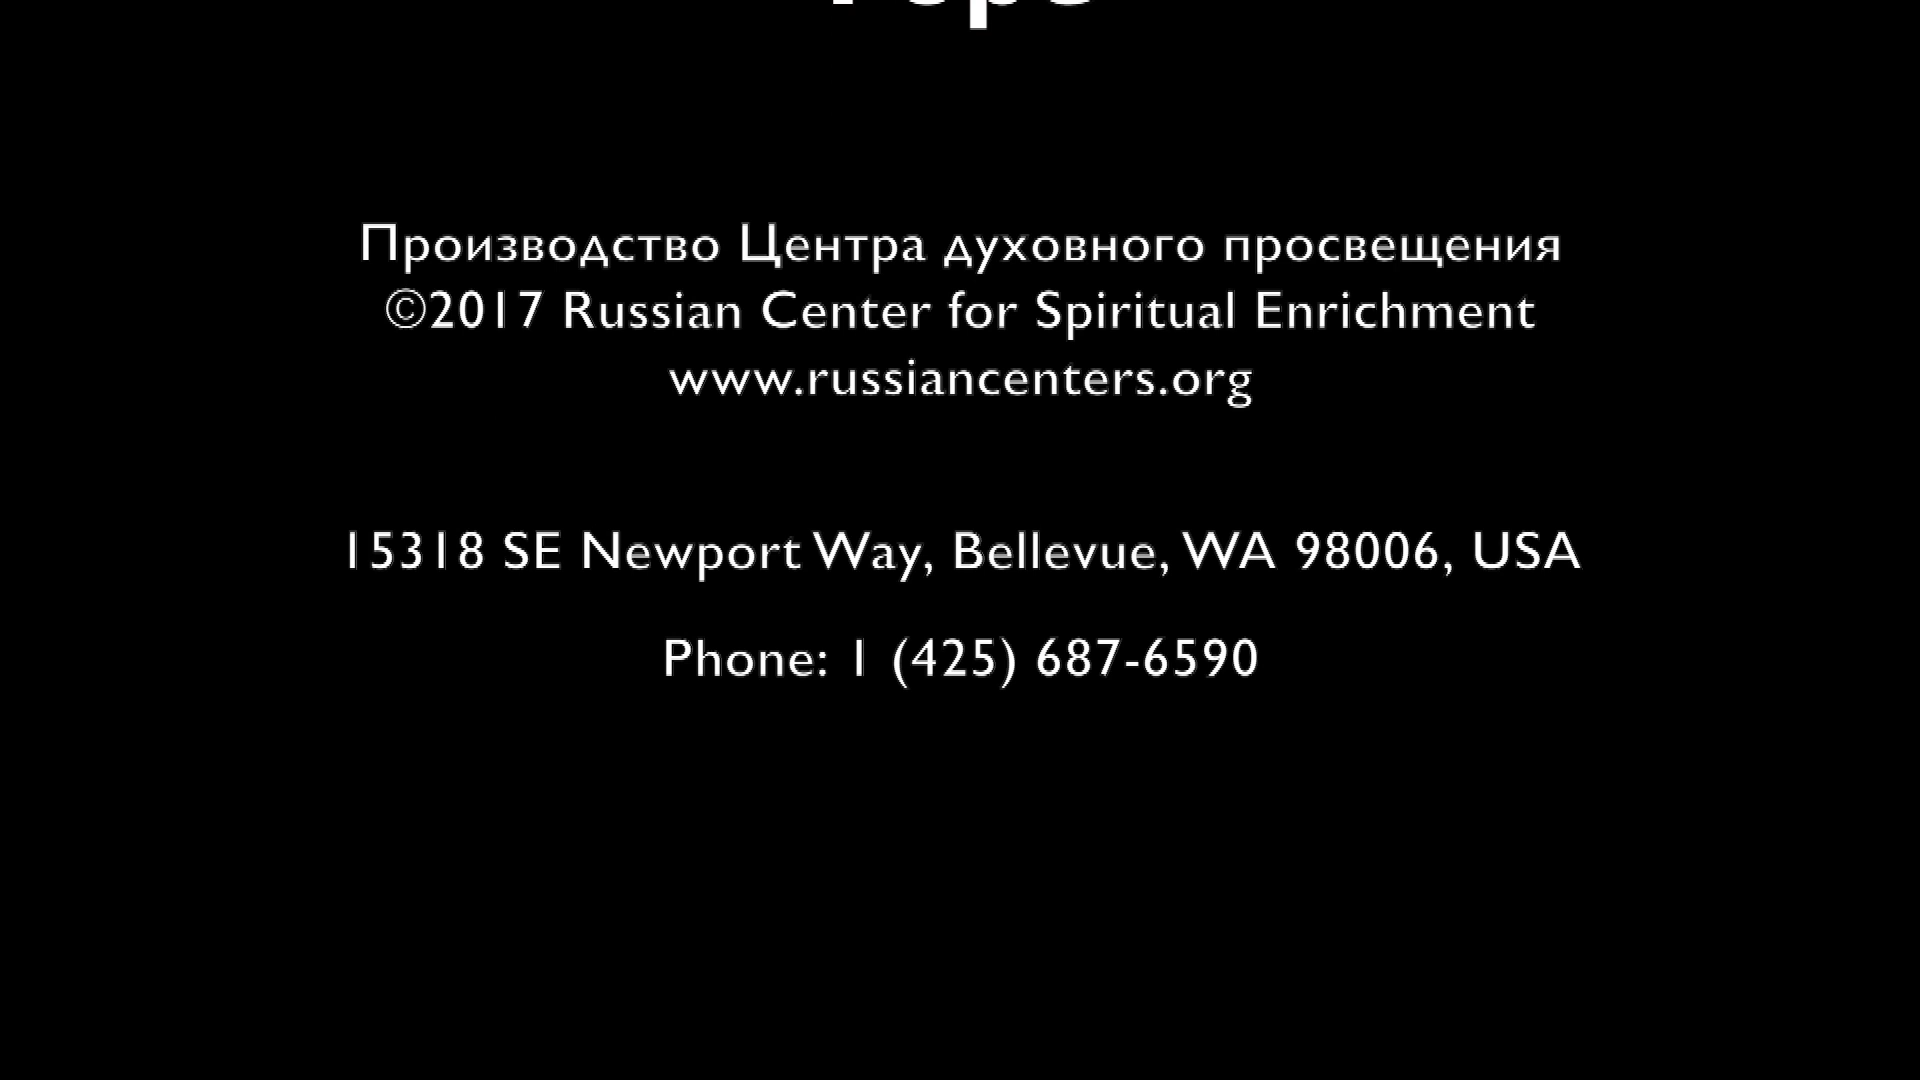 Производство Центра духовного просвещения
©2017 Russian Center for Spiritual Enrichment
www.russiancenters.org
15318 SE Newport Way, Bellevue, WA 98006, USA
Phone: 1 (425) 687-6590